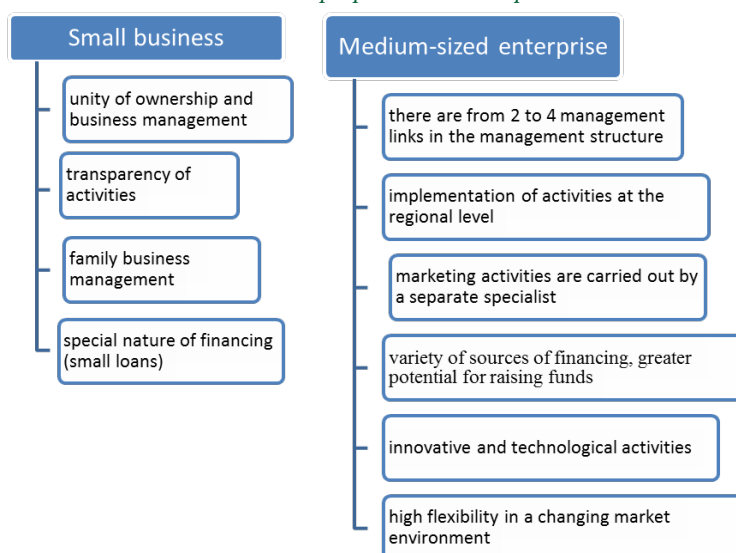 Small business
unity of ownership and
business management
transparency of
activities
family business
management
special nature of financing
(small loans)
Medium-sized enterprise
there are from 2 to 4 management
links in the management structure
implementation of activities at the
regional level
marketing activities are carried out by
a separate specialist
variety of sources of financing, greater
potential for raising funds
innovative and technological activities
high flexibility in a changing market
environment